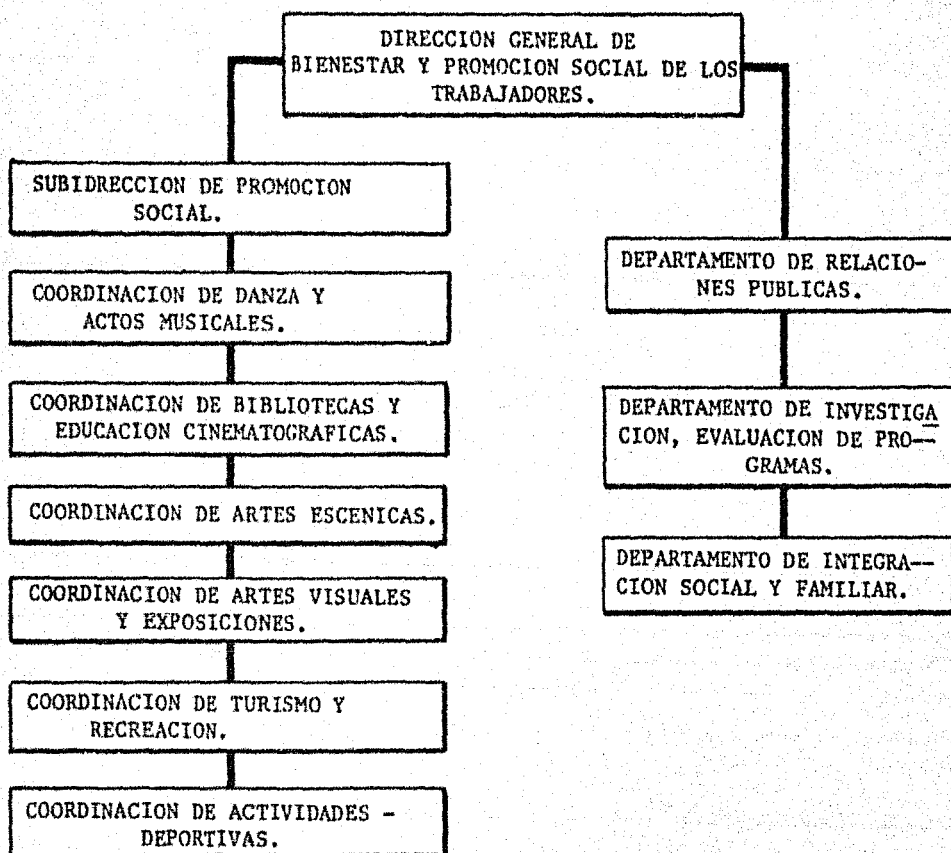 DIRECCION GENERAL DE
BIENESTAR Y PROMOCION SOCIAL DE LOS
TRABAJADORES.
SUBIDRECCION DE PROMOCION
SOCIAL.
COORDINACION DE DANZA Y
ACTOS MUSICALES.
COORDINACION DE BIBLIOTECAS Y
EDUCACION CINEMATOGRAFICAS.
COORDINACION DE ARTES ESCENICAS.
COORDINACION DE ARTES VISUALES
Y EXPOSICIONES.
COORDINACION DE TURISMO Y
RECREACION.
COORDINACION DE ACTIVIDADES -
DEPORTIVAS.
DEPARTAMENTO DE RELACIO-
NES PUBLICAS.
DEPARTAMENTO DE INVESTIGA
CION, EVALUACION DE PRO--
GRAMAS.
DEPARTAMENTO DE INTEGRA--
CION SOCIAL Y FAMILIAR.